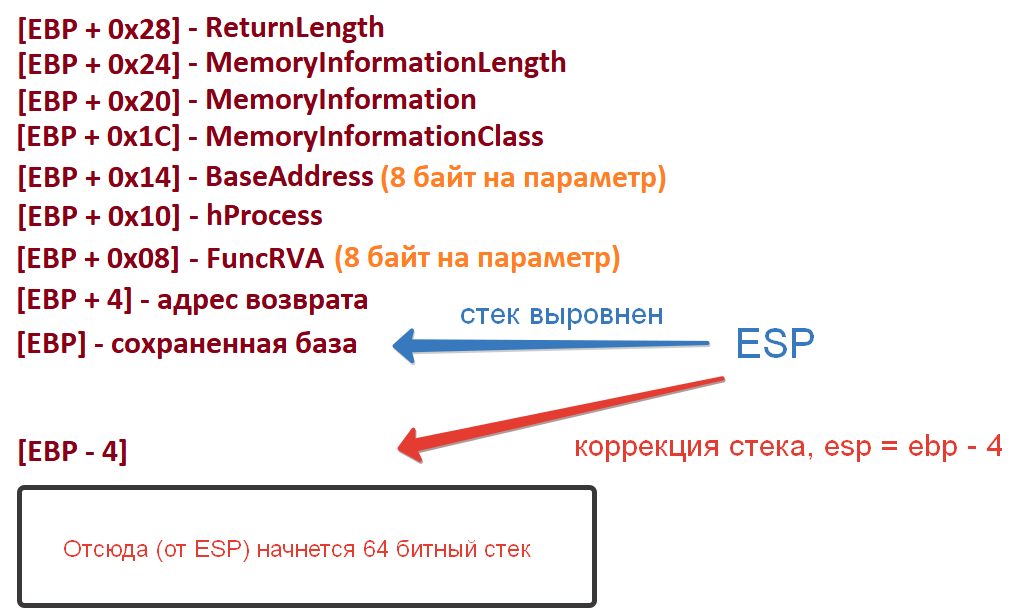 [EBP + 0x28] - ReturnLength
[EBP + 0x24] - MemoryInformationLength
[EBP + 0x20] - MemoryInformation
[EBP + 0x1C] - MemoryInformationClass
[EBP + 0x14] - BaseAddress (8 байт на параметр)
[EBP + 0x10] - hProcess
[EBP + 0x08] - FuncRVA (8 байт на параметр)
[EBP + 4] - адрес возврата
стек выровнен
[EBP] - сохраненная база
ESP
[EBP - 4]
коррекция стека, esp = ebp - 4
Отсюда (от ESP) начнется 64 битный стек